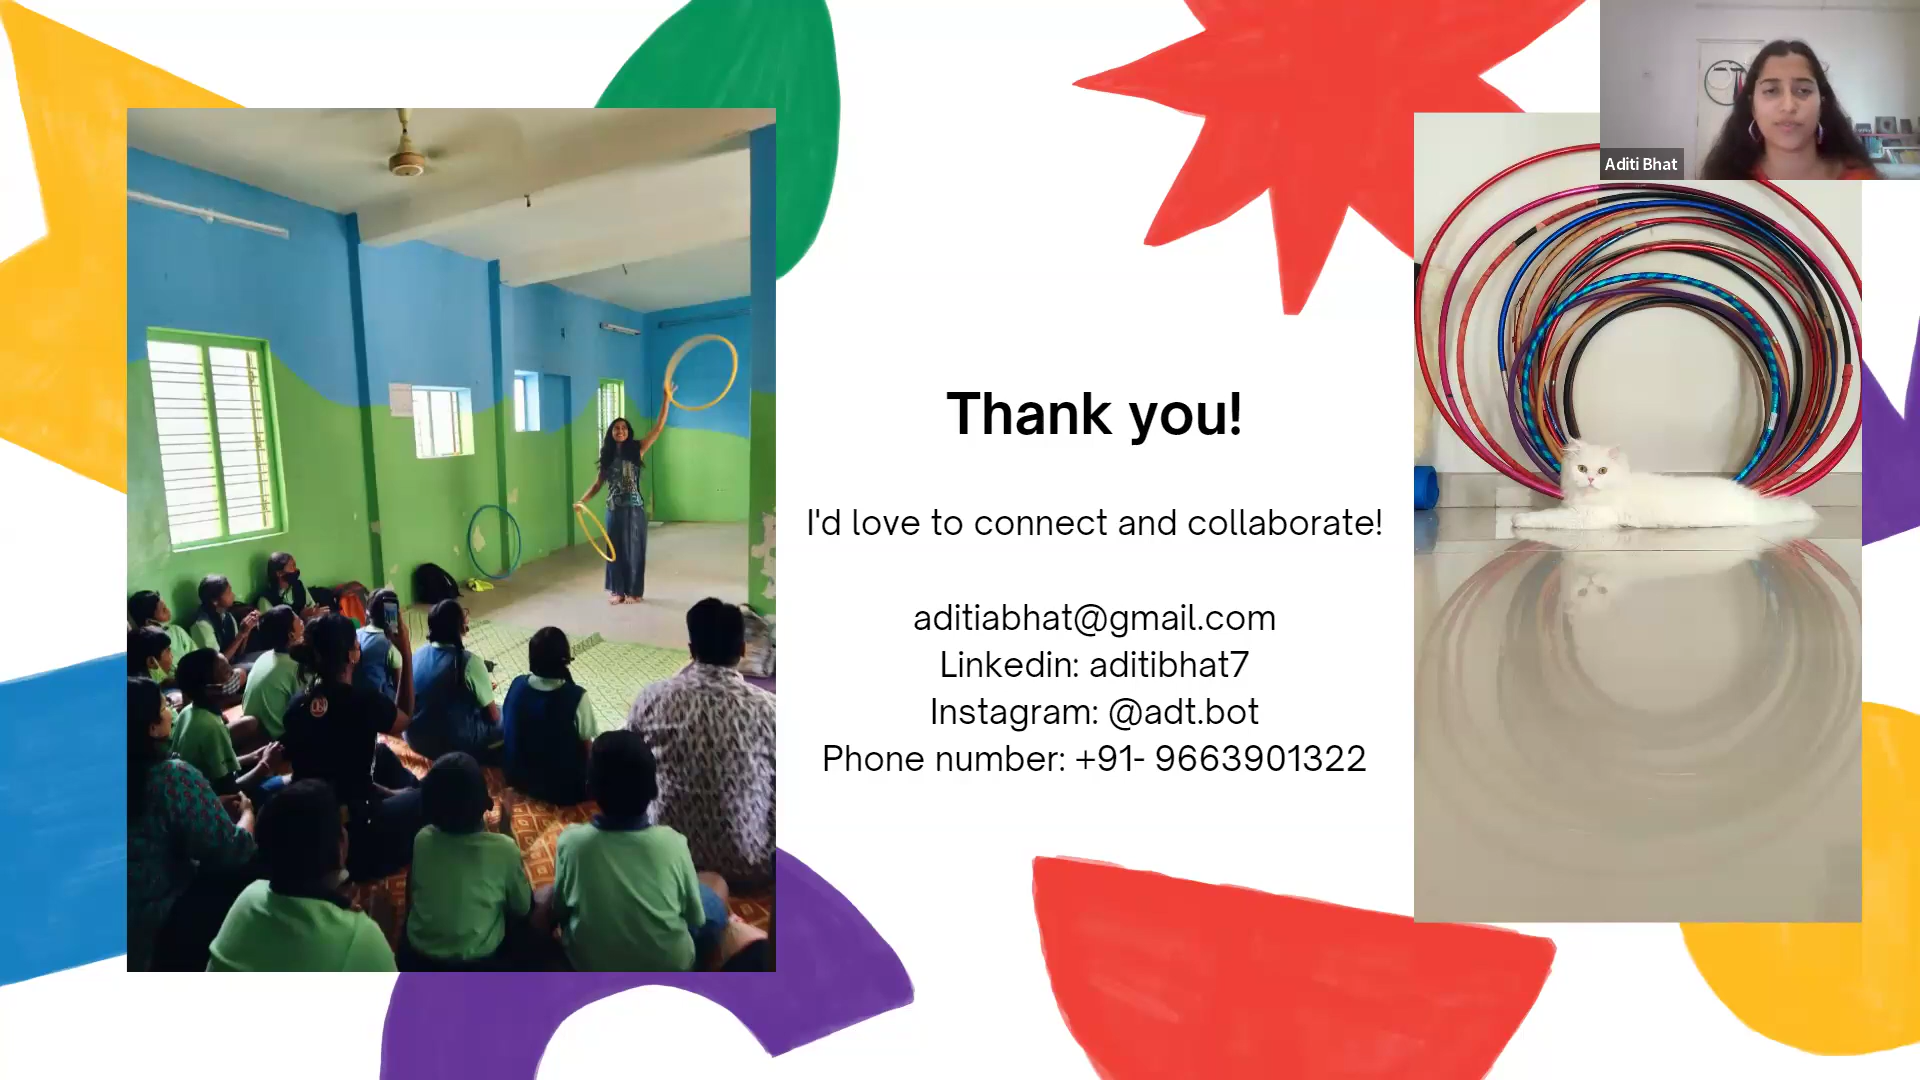 Aditi Bhat
Thank you!
I'd love to connect and collaborate!
aditiabhat@gmail.com
Linkedin: aditibhat7
Instagram: @adt.bot
Phone number: +91- 9663901322